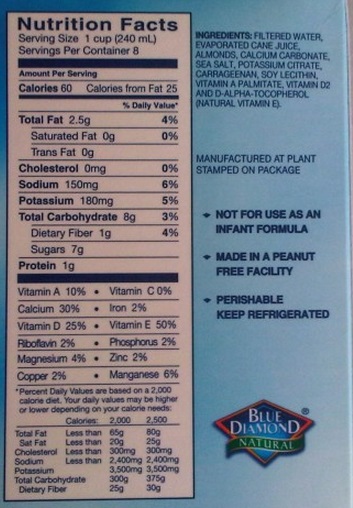 Nutrition Facts
Serving Size 1 cup (240 mL)
Servings Per Container 8
Amount Per Serving
Calories 60 Calories from Fat 25
% Daily Value*
Total Fat 2.5g 4%
Saturated Fat 0g 0%
Trans Fat 0g
Cholesterol 0mg 0%
Sodium 150mg 6%
Potassium 180mg 5%
Total Carbohydrate 8g 3%
Dietary Fiber 1g 4%
Sugars 7g
Protein 1g
Vitamin A 10% • Vitamin C 0%
Calcium 30% • Iron 2%
Vitamin D 25% • Vitamin E 50%
Riboflavin 2% • Phosphorus 2%
Magnesium 4% • Zinc 2%
Copper 2% • Manganese 6%
*Percent Daily Values are based on a 2,000
calorie diet. Your daily values may be higher
or lower depending on your calorie needs:
Calories: 2,000 2,500
Total Fat Less than 65g 80g
Sat Fat Less than 20g 25g
Cholesterol Less than 300mg 300mg
Sodium Less than 2,400mg 2,400mg
Potassium 3,500mg 3,500mg
Total Carbohydrate 300g 375g
Dietary Fiber 25g 30g
INGREDIENTS: FILTERED WATER,
EVAPORATED CANE JUICE,
ALMONDS, CALCIUM CARBONATE,
SEA SALT, POTASSIUM CITRATE,
CARRAGEENAN, SOY LECITHIN,
VITAMIN A PALMITATE, VITAMIN D2
AND D-ALPHA-TOCOPHEROL
(NATURAL VITAMIN E).
MANUFACTURED AT PLANT
STAMPED ON PACKAGE
NOT FOR USE AS AN
INFANT FORMULA
MADE IN A PEANUT
FREE FACILITY
PERISHABLE
KEEP REFRIGERATED
BLUE
DIAMOND
NATURAL
®